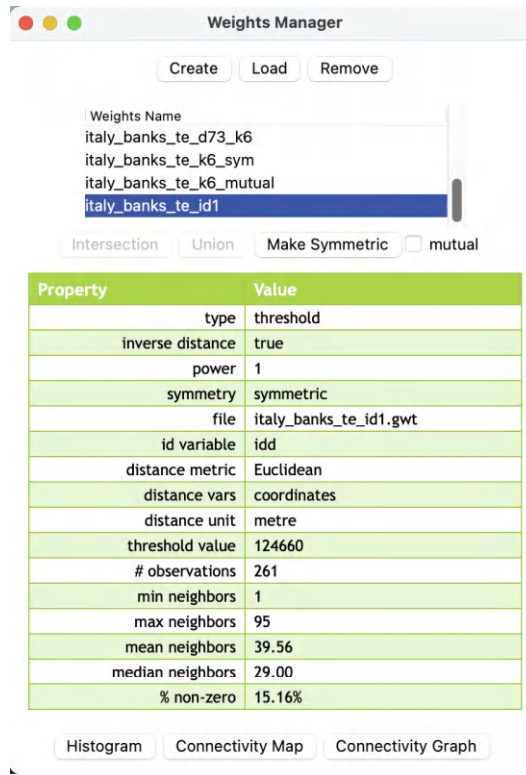 Weights Manager
Create Load Remove
Weights Name
italy_banks_te_d73_k6
italy_banks_te_k6_sym
italy_banks_te_k6_mutual
italy_banks_te_id1
Intersection Union Make Symmetric mutual
Property Value
type threshold
inverse distance true
power 1
symmetry symmetric
file italy_banks_te_id1.gwt
id variable idd
distance metric Euclidean
distance vars coordinates
distance unit metre
threshold value 124660
# observations 261
min neighbors 1
max neighbors 95
mean neighbors 39.56
median neighbors 29.00
% non-zero 15.16%
Histogram Connectivity Map Connectivity Graph